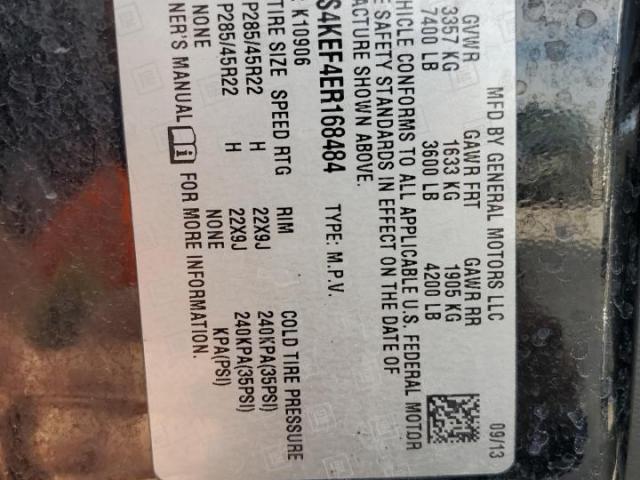 MFD BY GENERAL MOTORS LLC 09/13
GVWR GAWR FRT GAWR RR
3357 KG 1633 KG 1905 KG
7400 LB 3600 LB 4200 LB
VEHICLE CONFORMS TO ALL APPLICABLE U.S. FEDERAL MOTOR
E SAFETY STANDARDS IN EFFECT ON THE DATE OF
FACTURE SHOWN ABOVE.
S4KEF4ER168484 TYPE: M.P.V.
: K10906
TIRE SIZE SPEED RTG RIM COLD TIRE PRESSURE
P285/45R22 H 22X9J 240KPA(35PSI)
P285/45R22 H 22X9J 240KPA(35PSI)
NONE NONE KPA(PSI)
NER'S MANUAL FOR MORE INFORMATION.